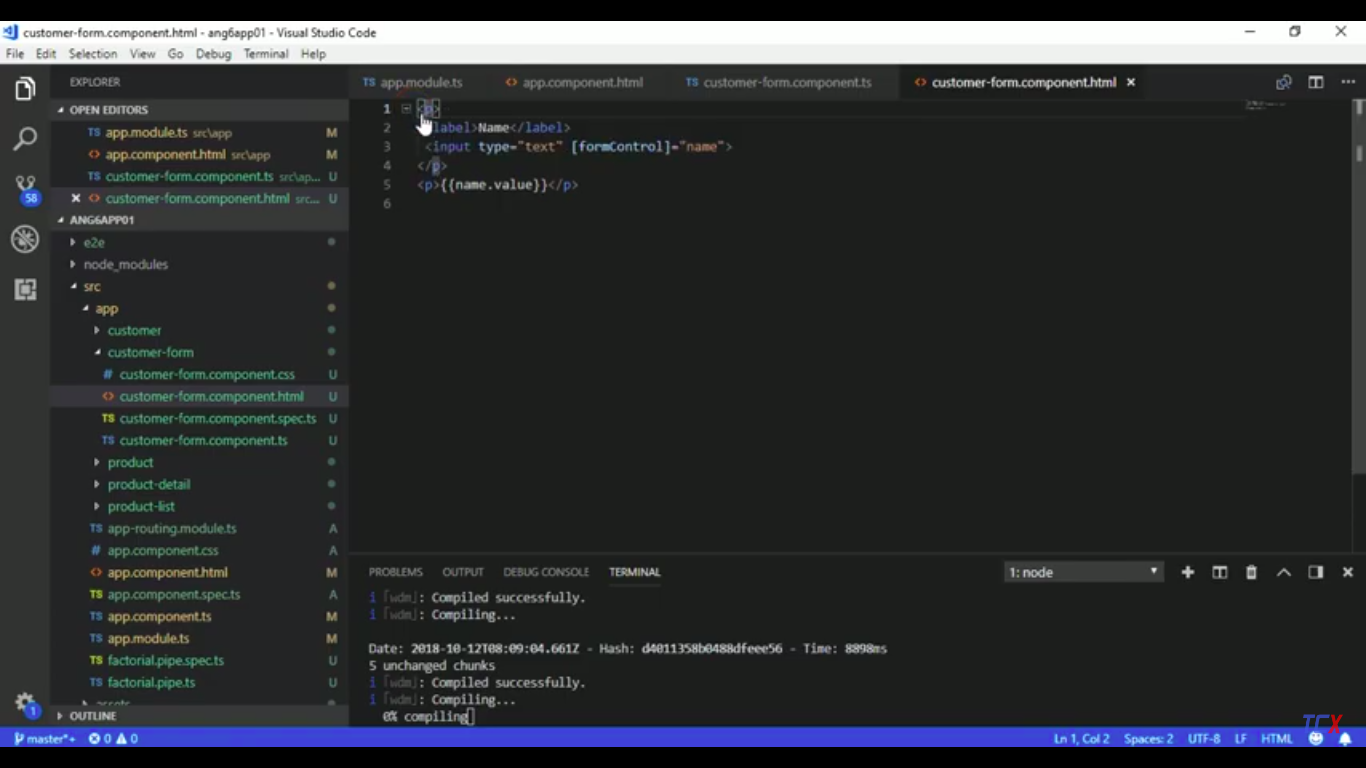 customer-form.component.html - ang6app01 - Visual Studio Code
File Edit Selection View Go Debug Terminal Help
EXPLORER
OPEN EDITORS
TS app.module.ts src\app M
<> app.component.html src\app M
TS customer-form.component.ts src\ap... U
<> customer-form.component.html src... U
ANG6APP01
e2e
node_modules
src
app
customer
customer-form
# customer-form.component.css U
<> customer-form.component.html U
TS customer-form.component.spec.ts U
TS customer-form.component.ts U
product
product-detail
product-list
TS app-routing.module.ts A
# app.component.css A
<> app.component.html M
TS app.component.spec.ts A
TS app.component.ts M
TS app.module.ts M
TS factorial.pipe.spec.ts U
TS factorial.pipe.ts U
OUTLINE
58
1
TS app.module.ts <> app.component.html TS customer-form.component.ts <> customer-form.component.html
1 <p>
2 label>Name</label>
3 <input type="text" [formControl]="name">
4 </p>
5 <p>{{name.value}}</p>
6
PROBLEMS OUTPUT DEBUG CONSOLE TERMINAL 1: node
i ｢wdm｣: Compiled successfully.
i ｢wdm｣: Compiling...
Date: 2018-10-12T08:09:04.661Z - Hash: d4011358b0488dfeee56 - Time: 8898ms
5 unchanged chunks
i ｢wdm｣: Compiled successfully.
i ｢wdm｣: Compiling...
0% compiling
master*+ 0 0 Ln 1, Col 2 Spaces: 2 UTF-8 LF HTML
TCX